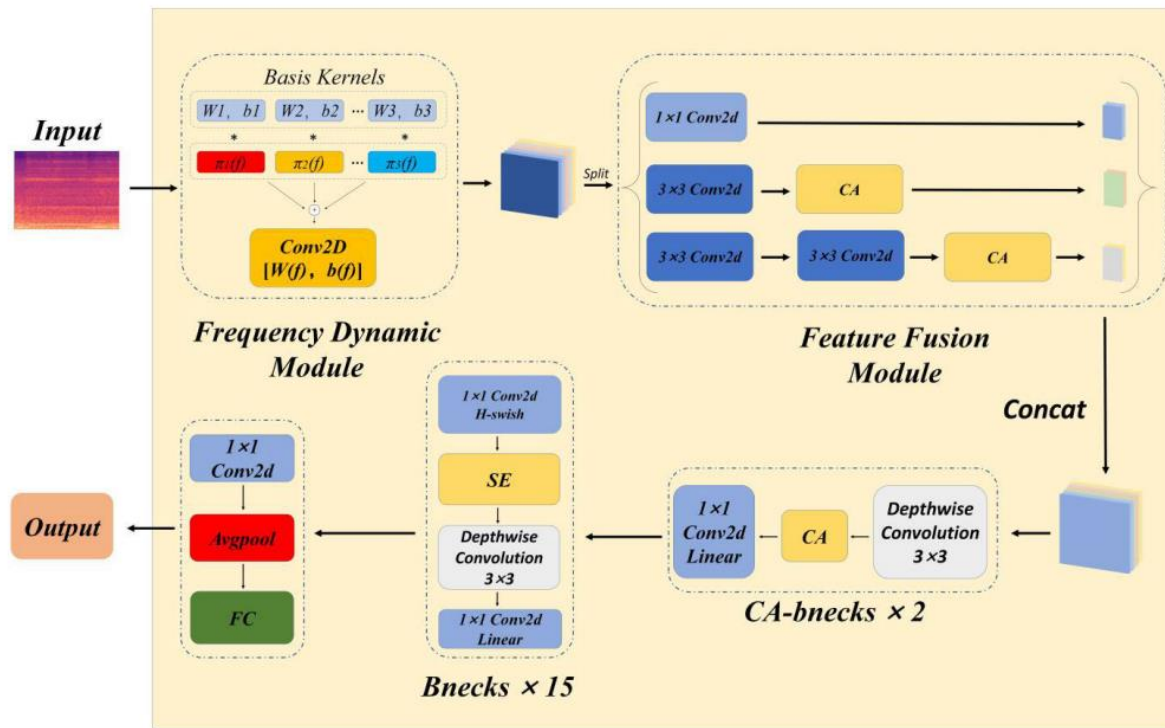 Input
Basis Kernels
W1, b1 W2, b2 ··· W3, b3
* * *
π1(f) π2(f) ··· π3(f)
+
Conv2D
[W(f), b(f)]
Frequency Dynamic
Module
Split
1×1 Conv2d
3×3 Conv2d CA
3×3 Conv2d 3×3 Conv2d CA
Feature Fusion
Module
Concat
Depthwise
Convolution
3×3
CA
1×1
Conv2d
Linear
CA-bnecks × 2
1×1 Conv2d
H-swish
SE
Depthwise
Convolution
3×3
1×1 Conv2d
Linear
Bnecks × 15
1×1
Conv2d
Avgpool
FC
Output